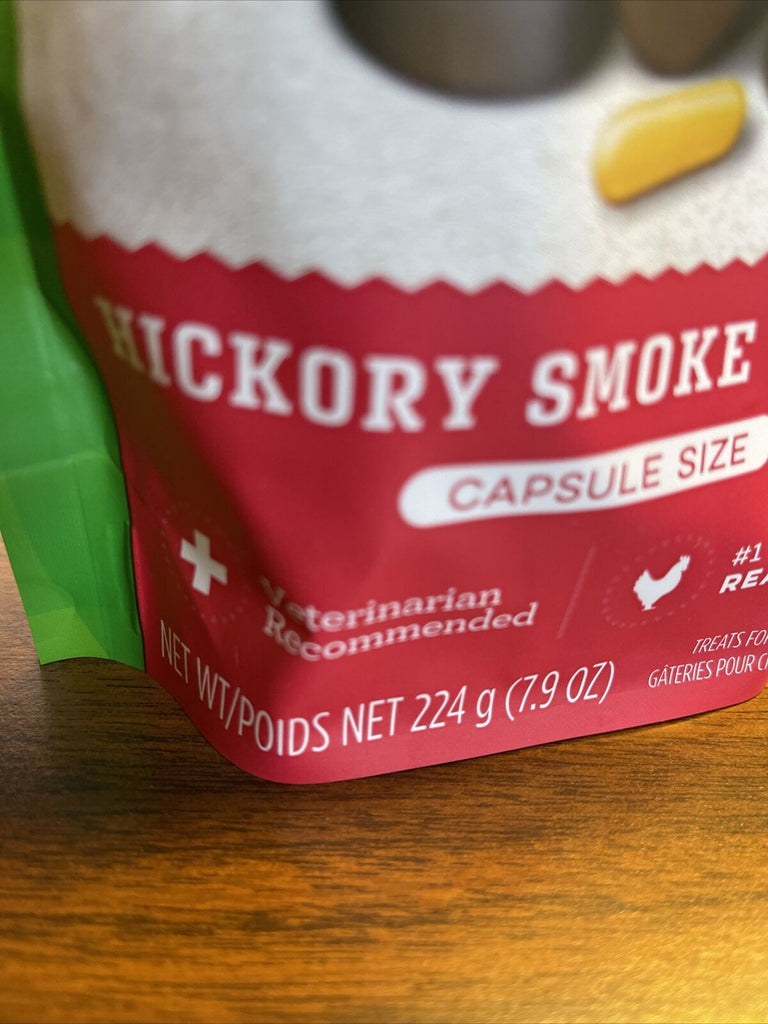 HICKORY SMOKE
CAPSULE SIZE
Veterinarian
Recommended
#1
TREATS FOR
GÂTERIES POUR
NET WT/POIDS NET 224 g (7.9 OZ)